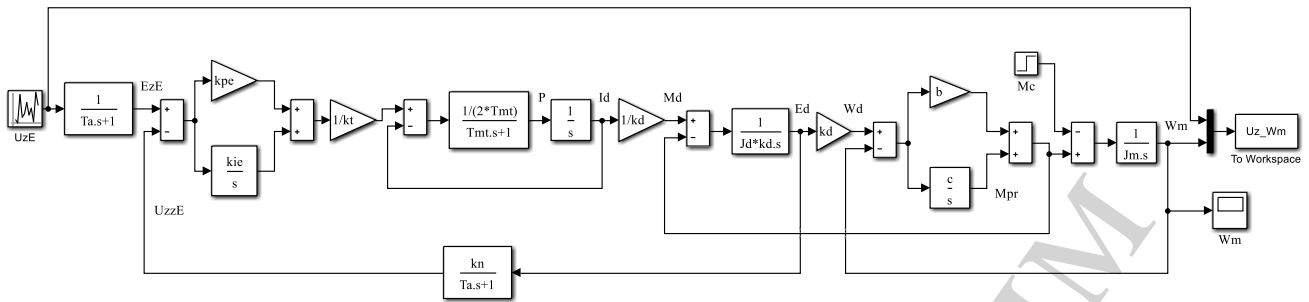 UzE
1
Ta.s+1
EzE
+
−
kpe
kie
s
UzzE
+
+
1/kt
+
−
1/(2*Tmt)
Tmt.s+1
P
1
s
Id
1/kd
Md
+
−
1
Jd*kd.s
Ed
kd
Wd
+
−
b
c
s
+
+
Mpr
Mc
−
+
1
Jm.s
Wm
Uz_Wm
To Workspace
Wm
kn
Ta.s+1